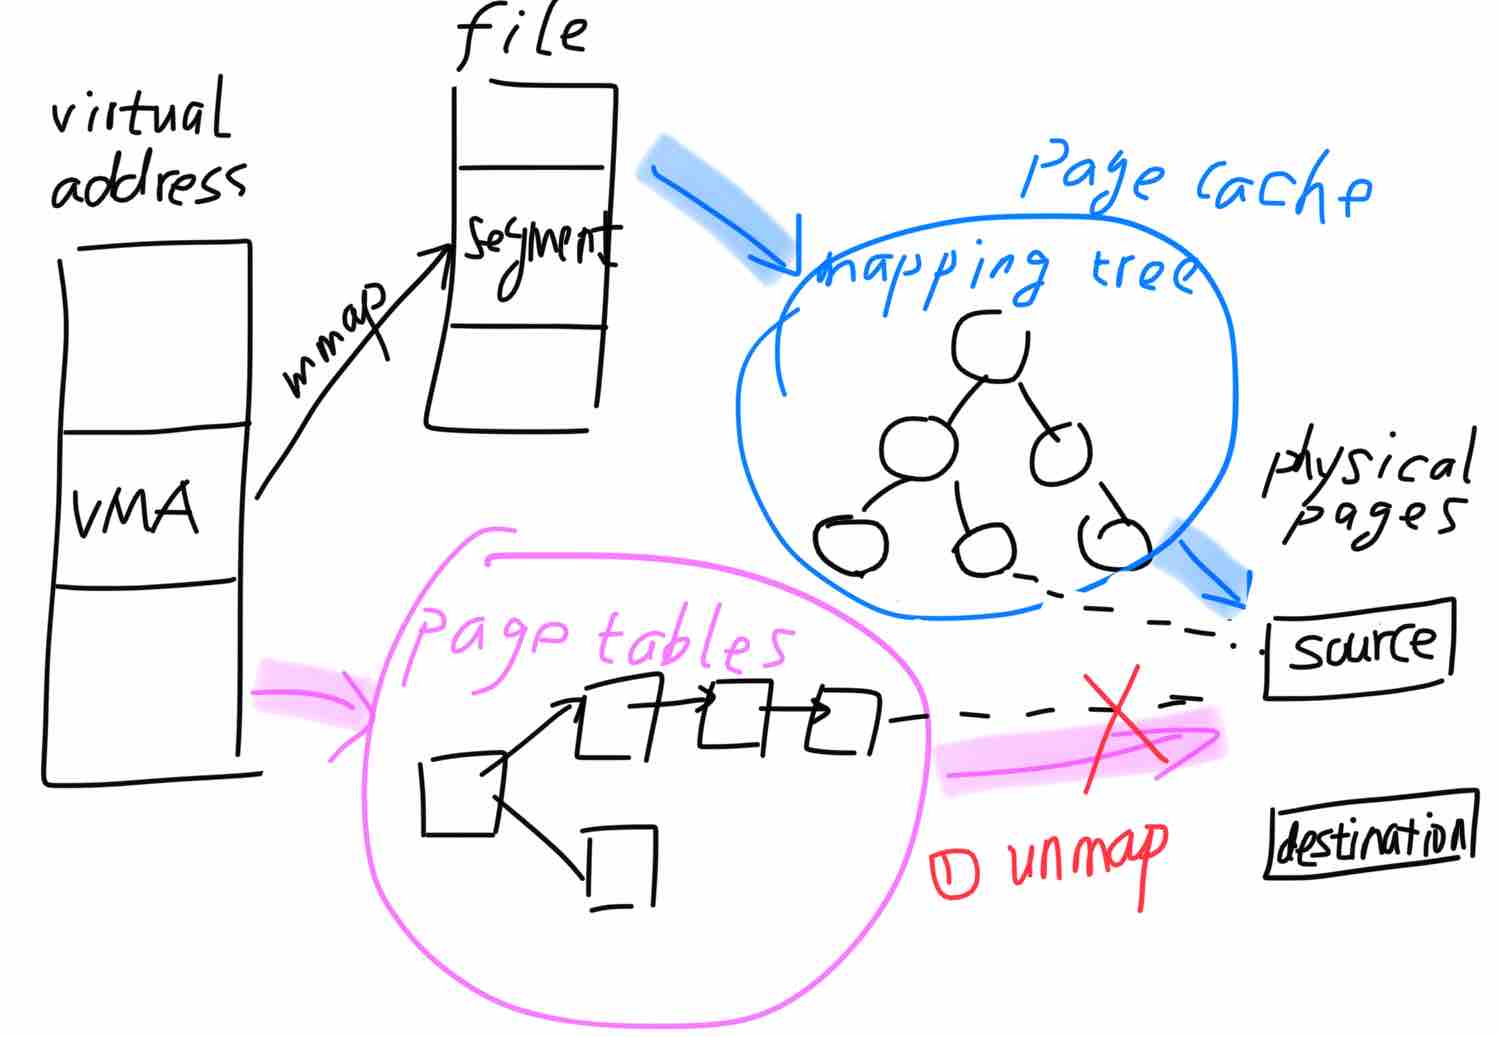 file
virtual
address
segment
mmap
VMA
page cache
mapping tree
physical
pages
source
page tables
destination
① unmap